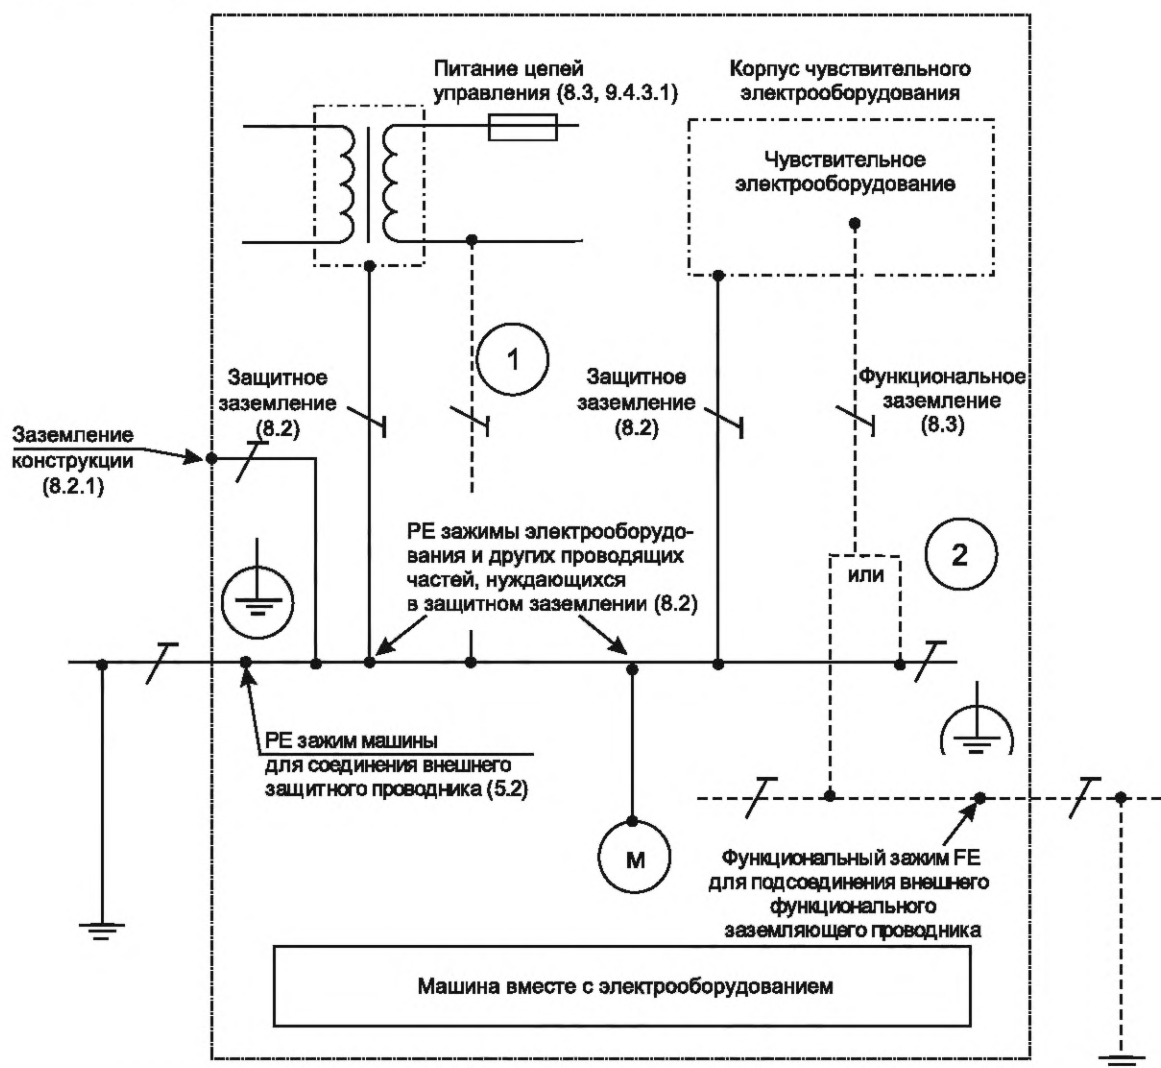 Питание цепей
управления (8.3, 9.4.3.1)
Корпус чувствительного
электрооборудования
Чувствительное
электрооборудование
1
Защитное
заземление
(8.2)
Защитное
заземление
(8.2)
Функциональное
заземление
(8.3)
Заземление
конструкции
(8.2.1)
PE зажимы электрооборудо-
вания и других проводящих
частей, нуждающихся
в защитном заземлении (8.2)
2
или
PE зажим машины
для соединения внешнего
защитного проводника (5.2)
М
Функциональный зажим FE
для подсоединения внешнего
функционального
заземляющего проводника
Машина вместе с электрооборудованием